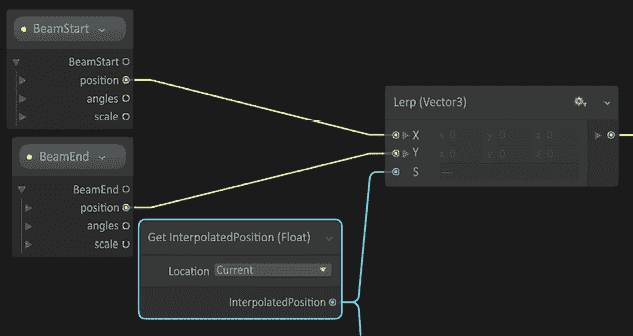 BeamStart
BeamStart
position
angles
scale
BeamEnd
BeamEnd
position
angles
scale
Get InterpolatedPosition (Float)
Location Current
InterpolatedPosition
Lerp (Vector3)
X x 0 y 0 z 0
Y x 0 y 0 z 0
S —